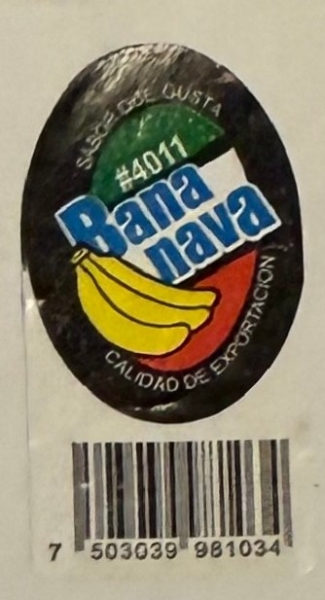 SABOR QUE GUSTA
#4011
Bana
nava
CALIDAD DE EXPORTACION
7 503039 981034